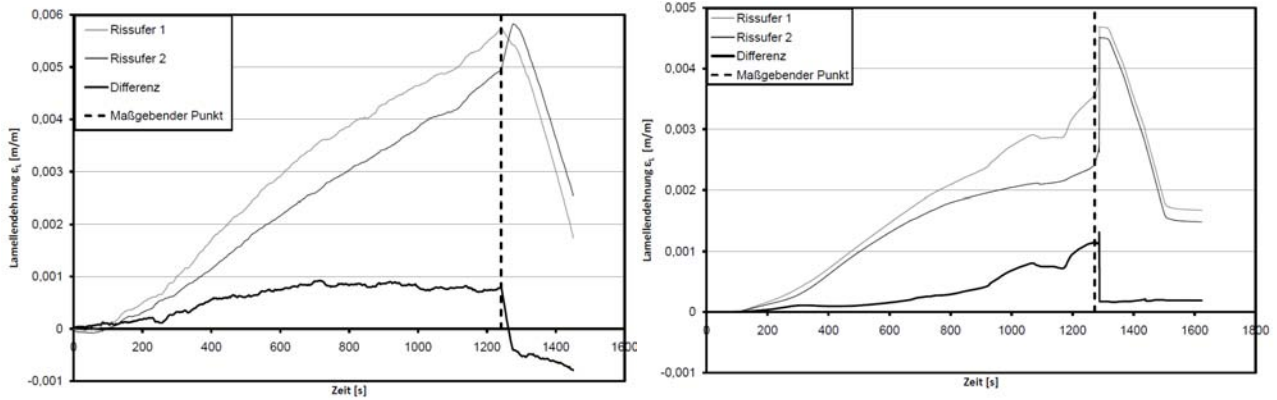 0,006
0,005
0,004
0,003
0,002
0,001
0
-0,001
Lamellendehnung εL [m/m]
Rissufer 1
Rissufer 2
Differenz
Maßgebender Punkt
0 200 400 600 800 1000 1200 1400 1600
Zeit [s]
0,005
0,004
0,003
0,002
0,001
0
-0,001
Lamellendehnung εL [m/m]
Rissufer 1
Rissufer 2
Differenz
Maßgebender Punkt
0 200 400 600 800 1000 1200 1400 1600 1800
Zeit [s]